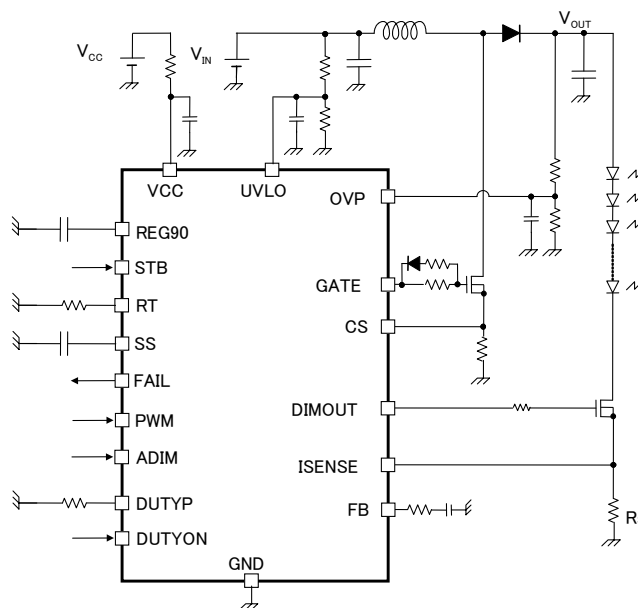 VCC
VIN
VOUT
VCC
UVLO
OVP
REG90
STB
GATE
RT
CS
SS
FAIL
DIMOUT
PWM
ADIM
ISENSE
DUTYP
FB
DUTYON
GND
R